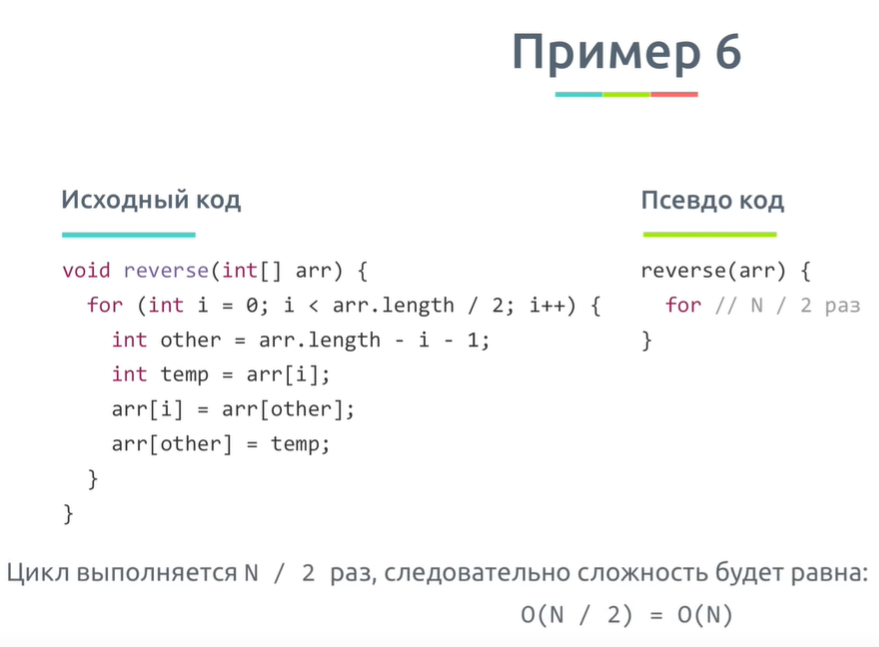 Пример 6
Исходный код
void reverse(int[] arr) {
  for (int i = 0; i < arr.length / 2; i++) {
    int other = arr.length - i - 1;
    int temp = arr[i];
    arr[i] = arr[other];
    arr[other] = temp;
  }
}
Псевдо код
reverse(arr) {
  for // N / 2 раз
}
Цикл выполняется N / 2 раз, следовательно сложность будет равна:
O(N / 2) = O(N)